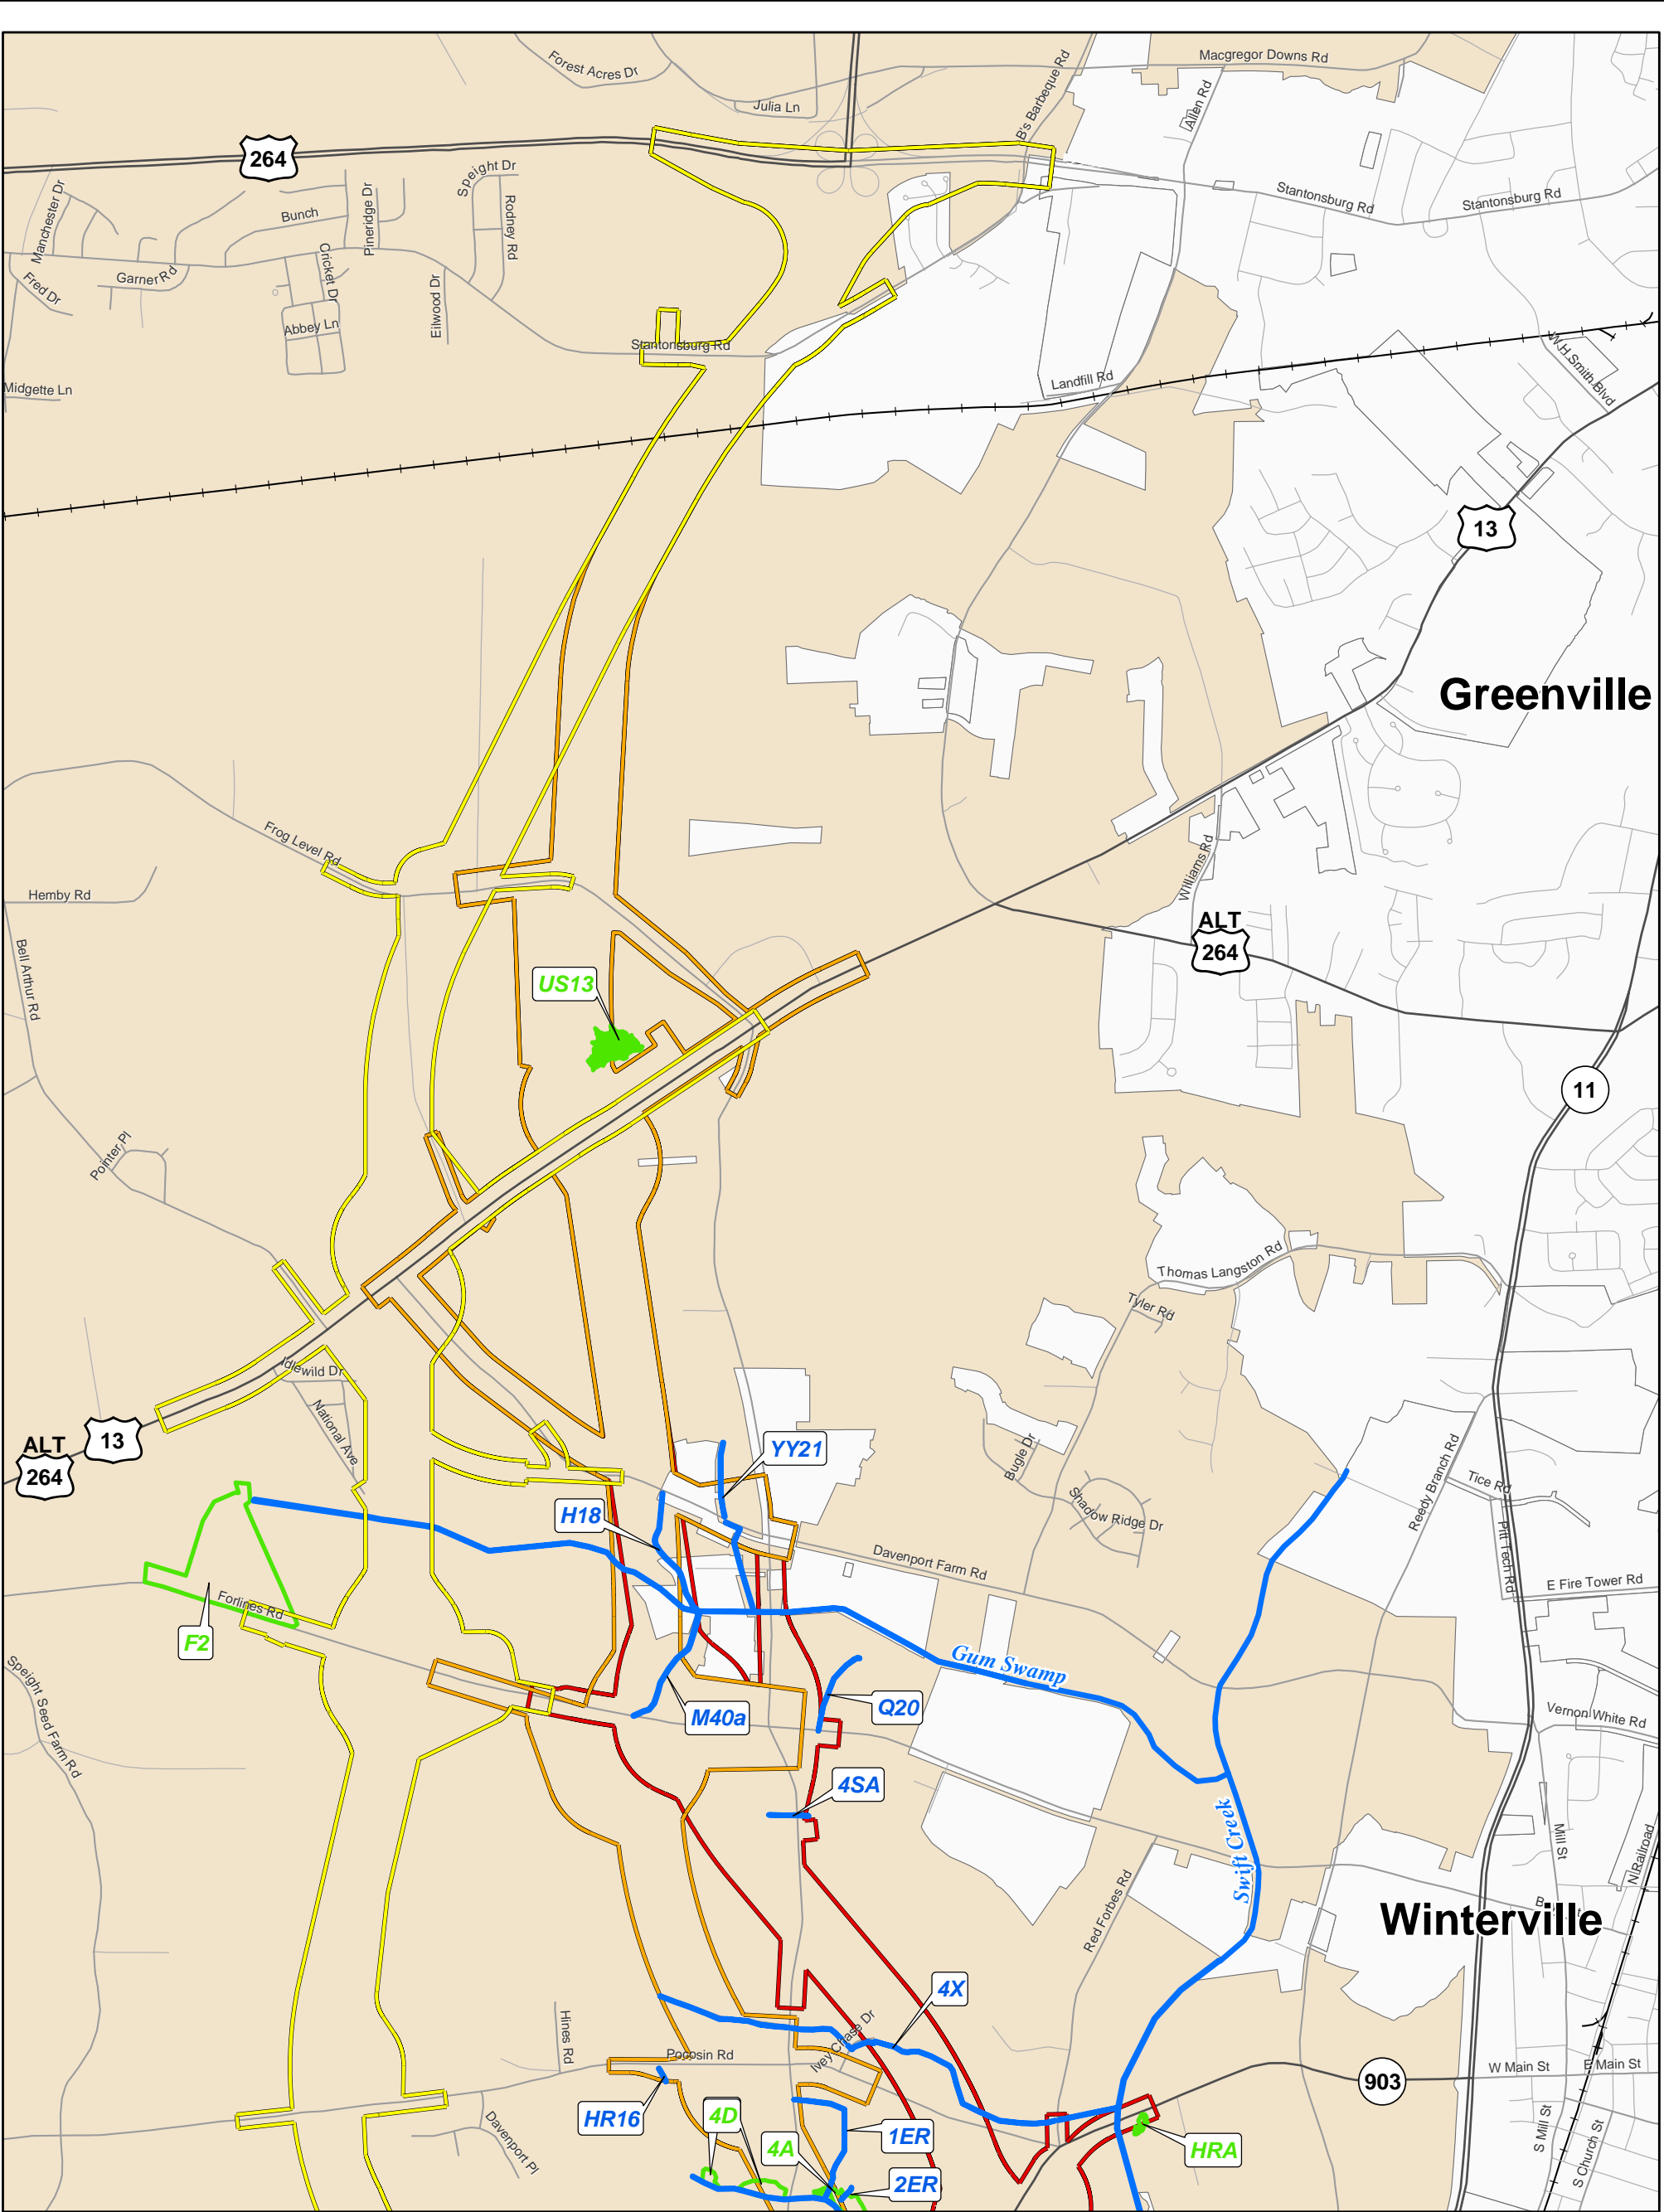 Macgregor Downs Rd
Forest Acres Dr
B's Barbeque Rd
Allen Rd
Julia Ln
264
Speight Dr
Rodney Rd
Manchester Dr
Bunch
Pineridge Dr
Stantonsburg Rd
Stantonsburg Rd
Cricket Dr
Garner Rd
Fred Dr
Eilwood Dr
Abbey Ln
Stantonsburg Rd
W H Smith Blvd
Landfill Rd
Midgette Ln
13
Greenville
Frog Level Rd
Williams Rd
Hemby Rd
ALT
264
Bell Arthur Rd
US13
11
Pointer Pl
Thomas Langston Rd
Tyler Rd
Idlewild Dr
National Ave
ALT
13
264
YY21
Bugle Dr
Reedy Branch Rd
Tice Rd
Shadow Ridge Dr
H18
Pitt Tech Rd
Davenport Farm Rd
E Fire Tower Rd
Forlines Rd
F2
Gum Swamp
Speight Seed Farm Rd
M40a
Q20
Vernon White Rd
4SA
Swift Creek
Mill St
N Railroad
Red Forbes Rd
Winterville
4X
Hines Rd
Ivey Chase Dr
Pocosin Rd
W Main St
E Main St
903
HR16
4D
4A
1ER
HRA
Davenport Pl
S Mill St
S Church St
2ER